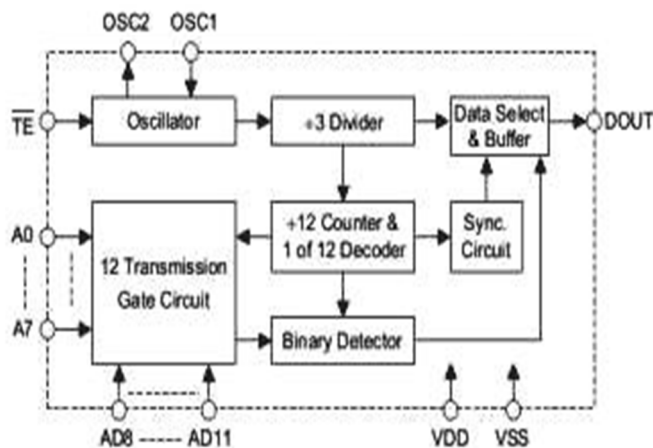 OSC2 OSC1
TE
Oscillator
+3 Divider
Data Select
& Buffer
DOUT
A0
A7
12 Transmission
Gate Circuit
+12 Counter &
1 of 12 Decoder
Sync.
Circuit
Binary Detector
AD8 AD11
VDD
VSS